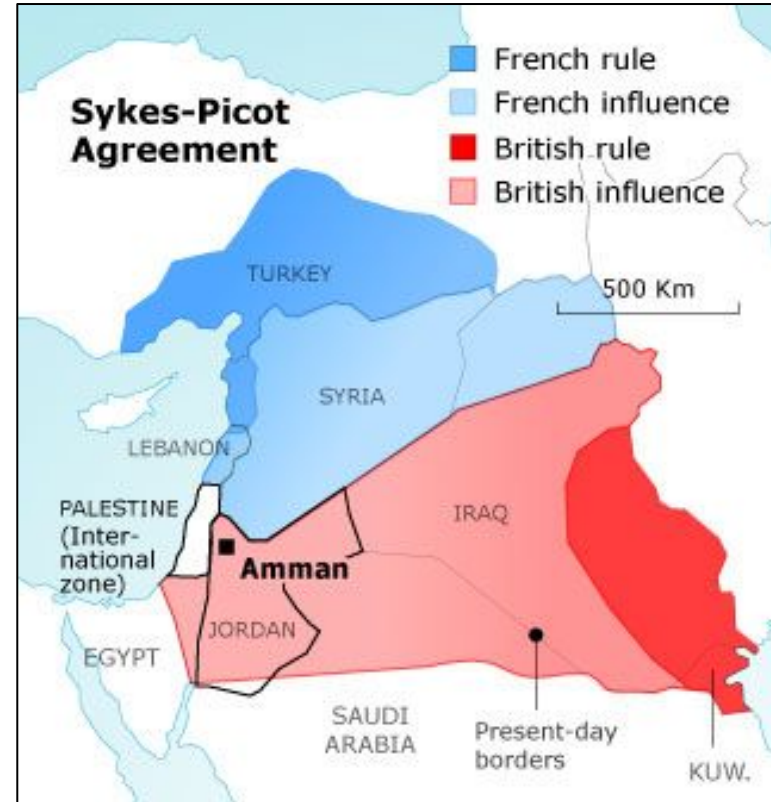 Sykes-Picot
Agreement
French rule
French influence
British rule
British influence
500 Km
TURKEY
SYRIA
LEBANON
PALESTINE
(Inter-
national
zone)
IRAQ
Amman
JORDAN
EGYPT
SAUDI
ARABIA
Present-day
borders
KUW.